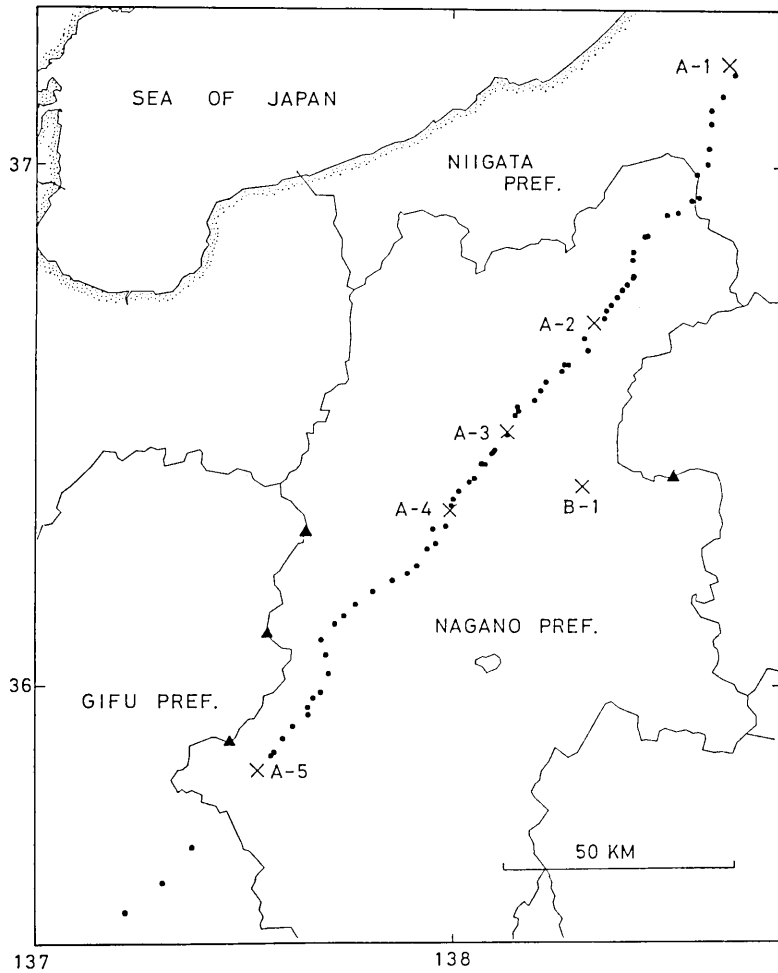 A-1
SEA OF JAPAN
37
NIIGATA
PREF.
A-2
A-3
B-1
A-4
NAGANO PREF.
36
GIFU PREF.
A-5
50 KM
137
138